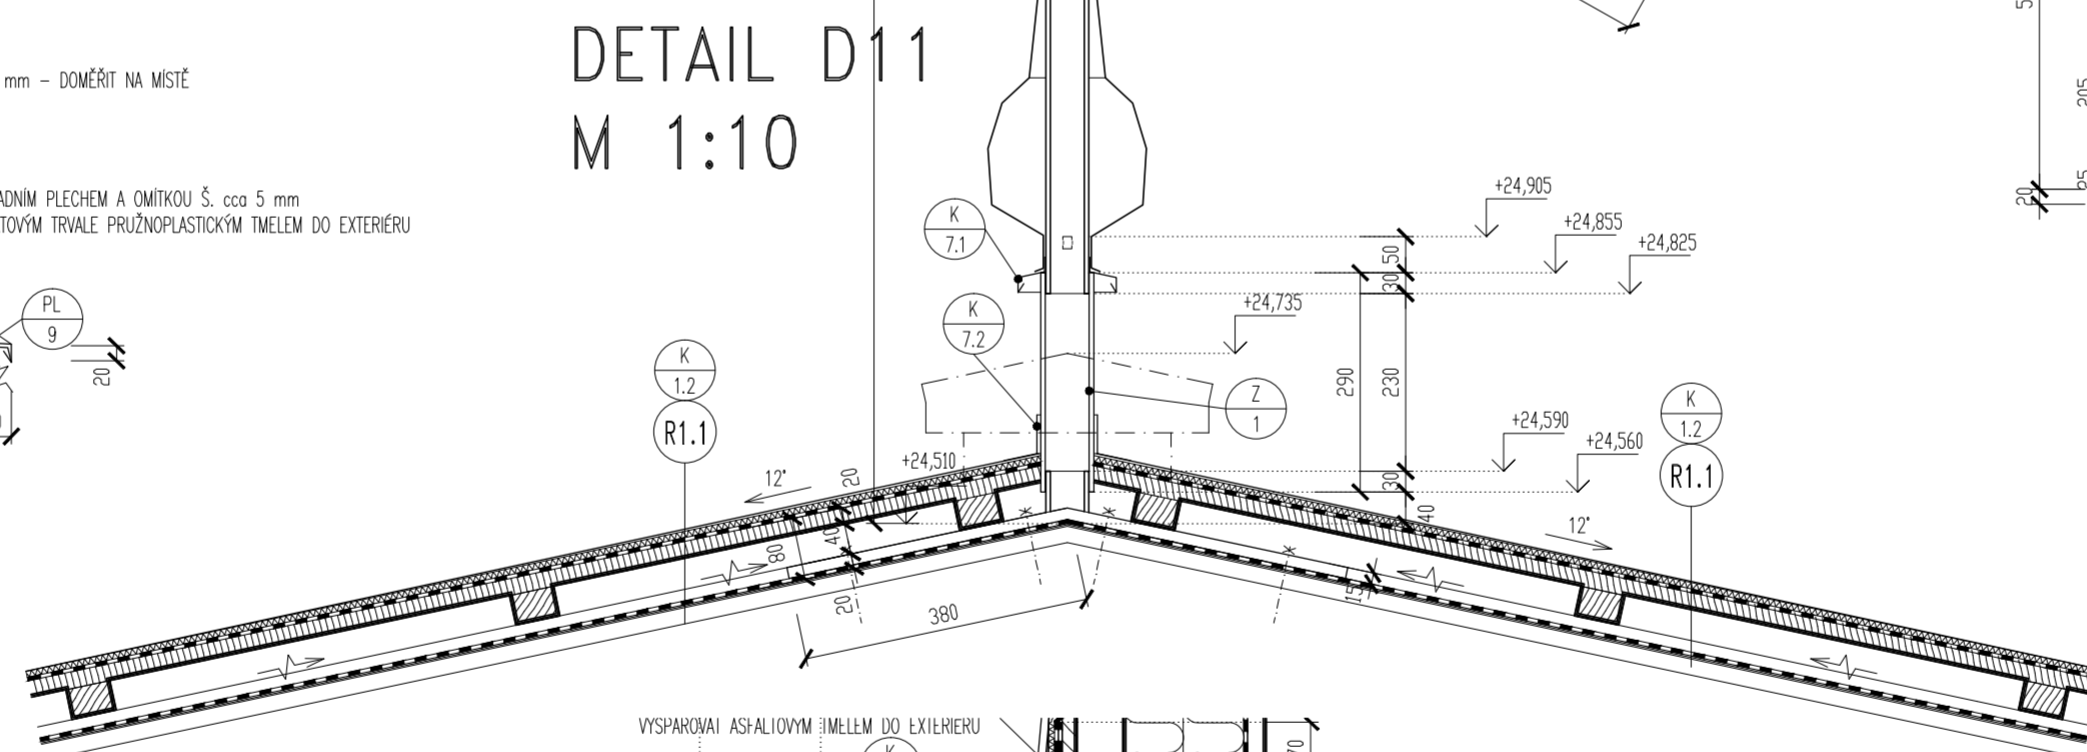 DETAIL D11
M 1:10
mm – DOMĚŘIT NA MÍSTĚ
ADNÍM PLECHEM A OMÍTKOU Š. cca 5 mm
TOVÝM TRVALE PRUŽNOPLASTICKÝM TMELEM DO EXTERIÉRU
PL
9
20
K
7.1
K
7.2
K
1.2
R1.1
Z
1
K
1.2
R1.1
+24,905
+24,855
+24,825
+24,735
+24,590
+24,560
+24,510
50
30
290
230
30
40
12°
20
40
80
20
380
15
12°
205
20
VYSPÁROVAT ASFALTOVÝM TMELEM DO EXTERIÉRU
K
70